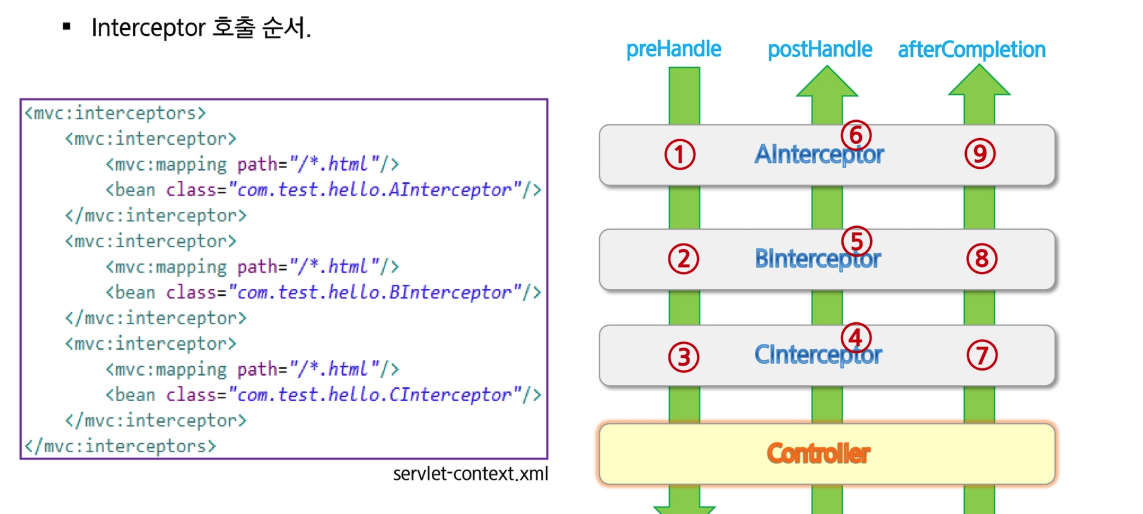 ▪ Interceptor 호출 순서.
<mvc:interceptors>
<mvc:interceptor>
<mvc:mapping path="/*.html"/>
<bean class="com.test.hello.AInterceptor"/>
</mvc:interceptor>
<mvc:interceptor>
<mvc:mapping path="/*.html"/>
<bean class="com.test.hello.BInterceptor"/>
</mvc:interceptor>
<mvc:interceptor>
<mvc:mapping path="/*.html"/>
<bean class="com.test.hello.CInterceptor"/>
</mvc:interceptor>
</mvc:interceptors>
servlet-context.xml
preHandle postHandle afterCompletion
① AInterceptor ⑥ ⑨
② BInterceptor ⑤ ⑧
③ CInterceptor ④ ⑦
Controller